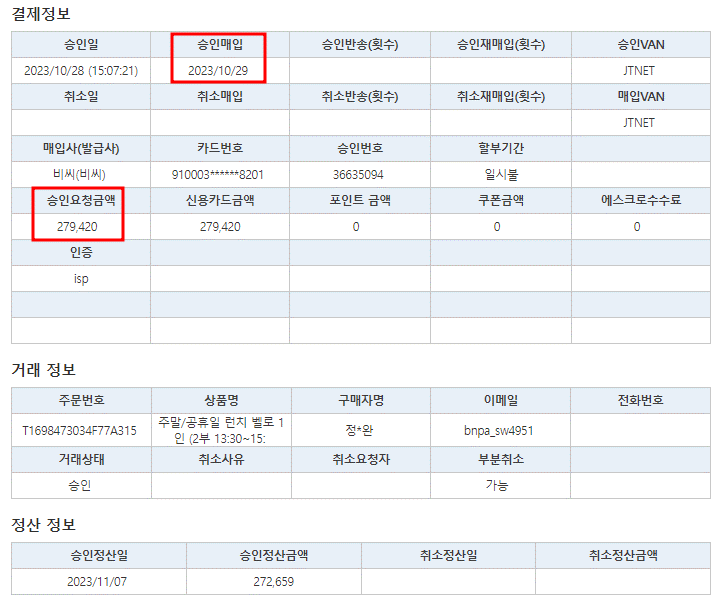 결제정보
승인일 승인매입 승인반송(횟수) 승인재매입(횟수) 승인VAN
2023/10/28 (15:07:21) 2023/10/29 JTNET
취소일 취소매입 취소반송(횟수) 취소재매입(횟수) 매입VAN
JTNET
매입사(발급사) 카드번호 승인번호 할부기간
비씨(비씨) 910003******8201 36635094 일시불
승인요청금액 신용카드금액 포인트 금액 쿠폰금액 에스크로수수료
279,420 279,420 0 0 0
인증
isp
거래 정보
주문번호 상품명 구매자명 이메일 전화번호
T1698473034F77A315 주말/공휴일 런치 벨로 1 정*완 bnpa_sw4951
인 (2부 13:30~15:
거래상태 취소사유 취소요청자 부분취소
승인 가능
정산 정보
승인정산일 승인정산금액 취소정산일 취소정산금액
2023/11/07 272,659